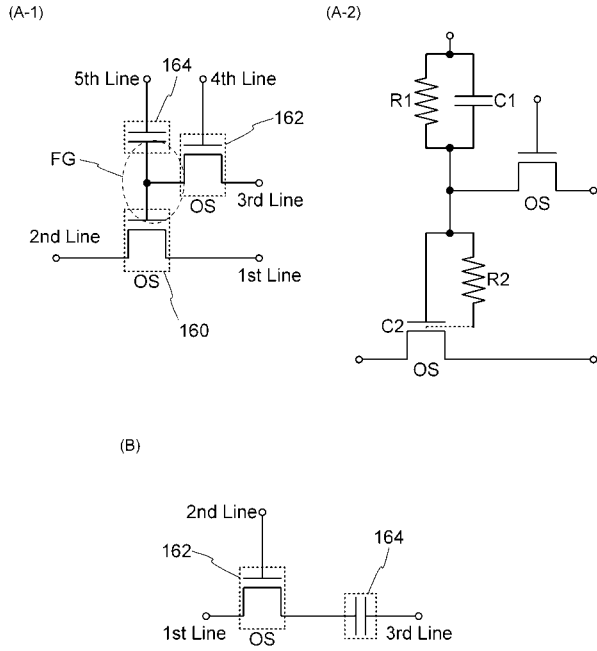 (A-1)
(A-2)
5th Line
164
4th Line
162
FG
3rd Line
OS
2nd Line
1st Line
OS
160
R1
C1
OS
R2
C2
OS
(B)
2nd Line
162
164
1st Line
3rd Line
OS